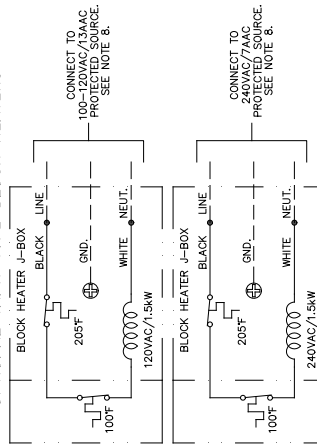 BLOCK HEATER J-BOX
BLACK
LINE
205°F
GND.
100°F
WHITE
NEUT.
120VAC/1.5kW
CONNECT TO
100-120VAC/13AAC
PROTECTED SOURCE.
SEE NOTE 8.
BLOCK HEATER J-BOX
BLACK
LINE
205°F
GND.
100°F
WHITE
NEUT.
240VAC/1.5kW
CONNECT TO
240VAC/7AAC
PROTECTED SOURCE.
SEE NOTE 8.